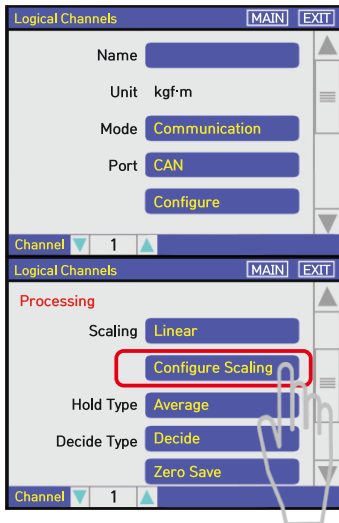 Logical Channels MAIN EXIT
Name
Unit kgf·m
Mode Communication
Port CAN
Configure
Channel 1
Logical Channels MAIN EXIT
Processing
Scaling Linear
Configure Scaling
Hold Type Average
Decide Type Decide
Zero Save
Channel 1